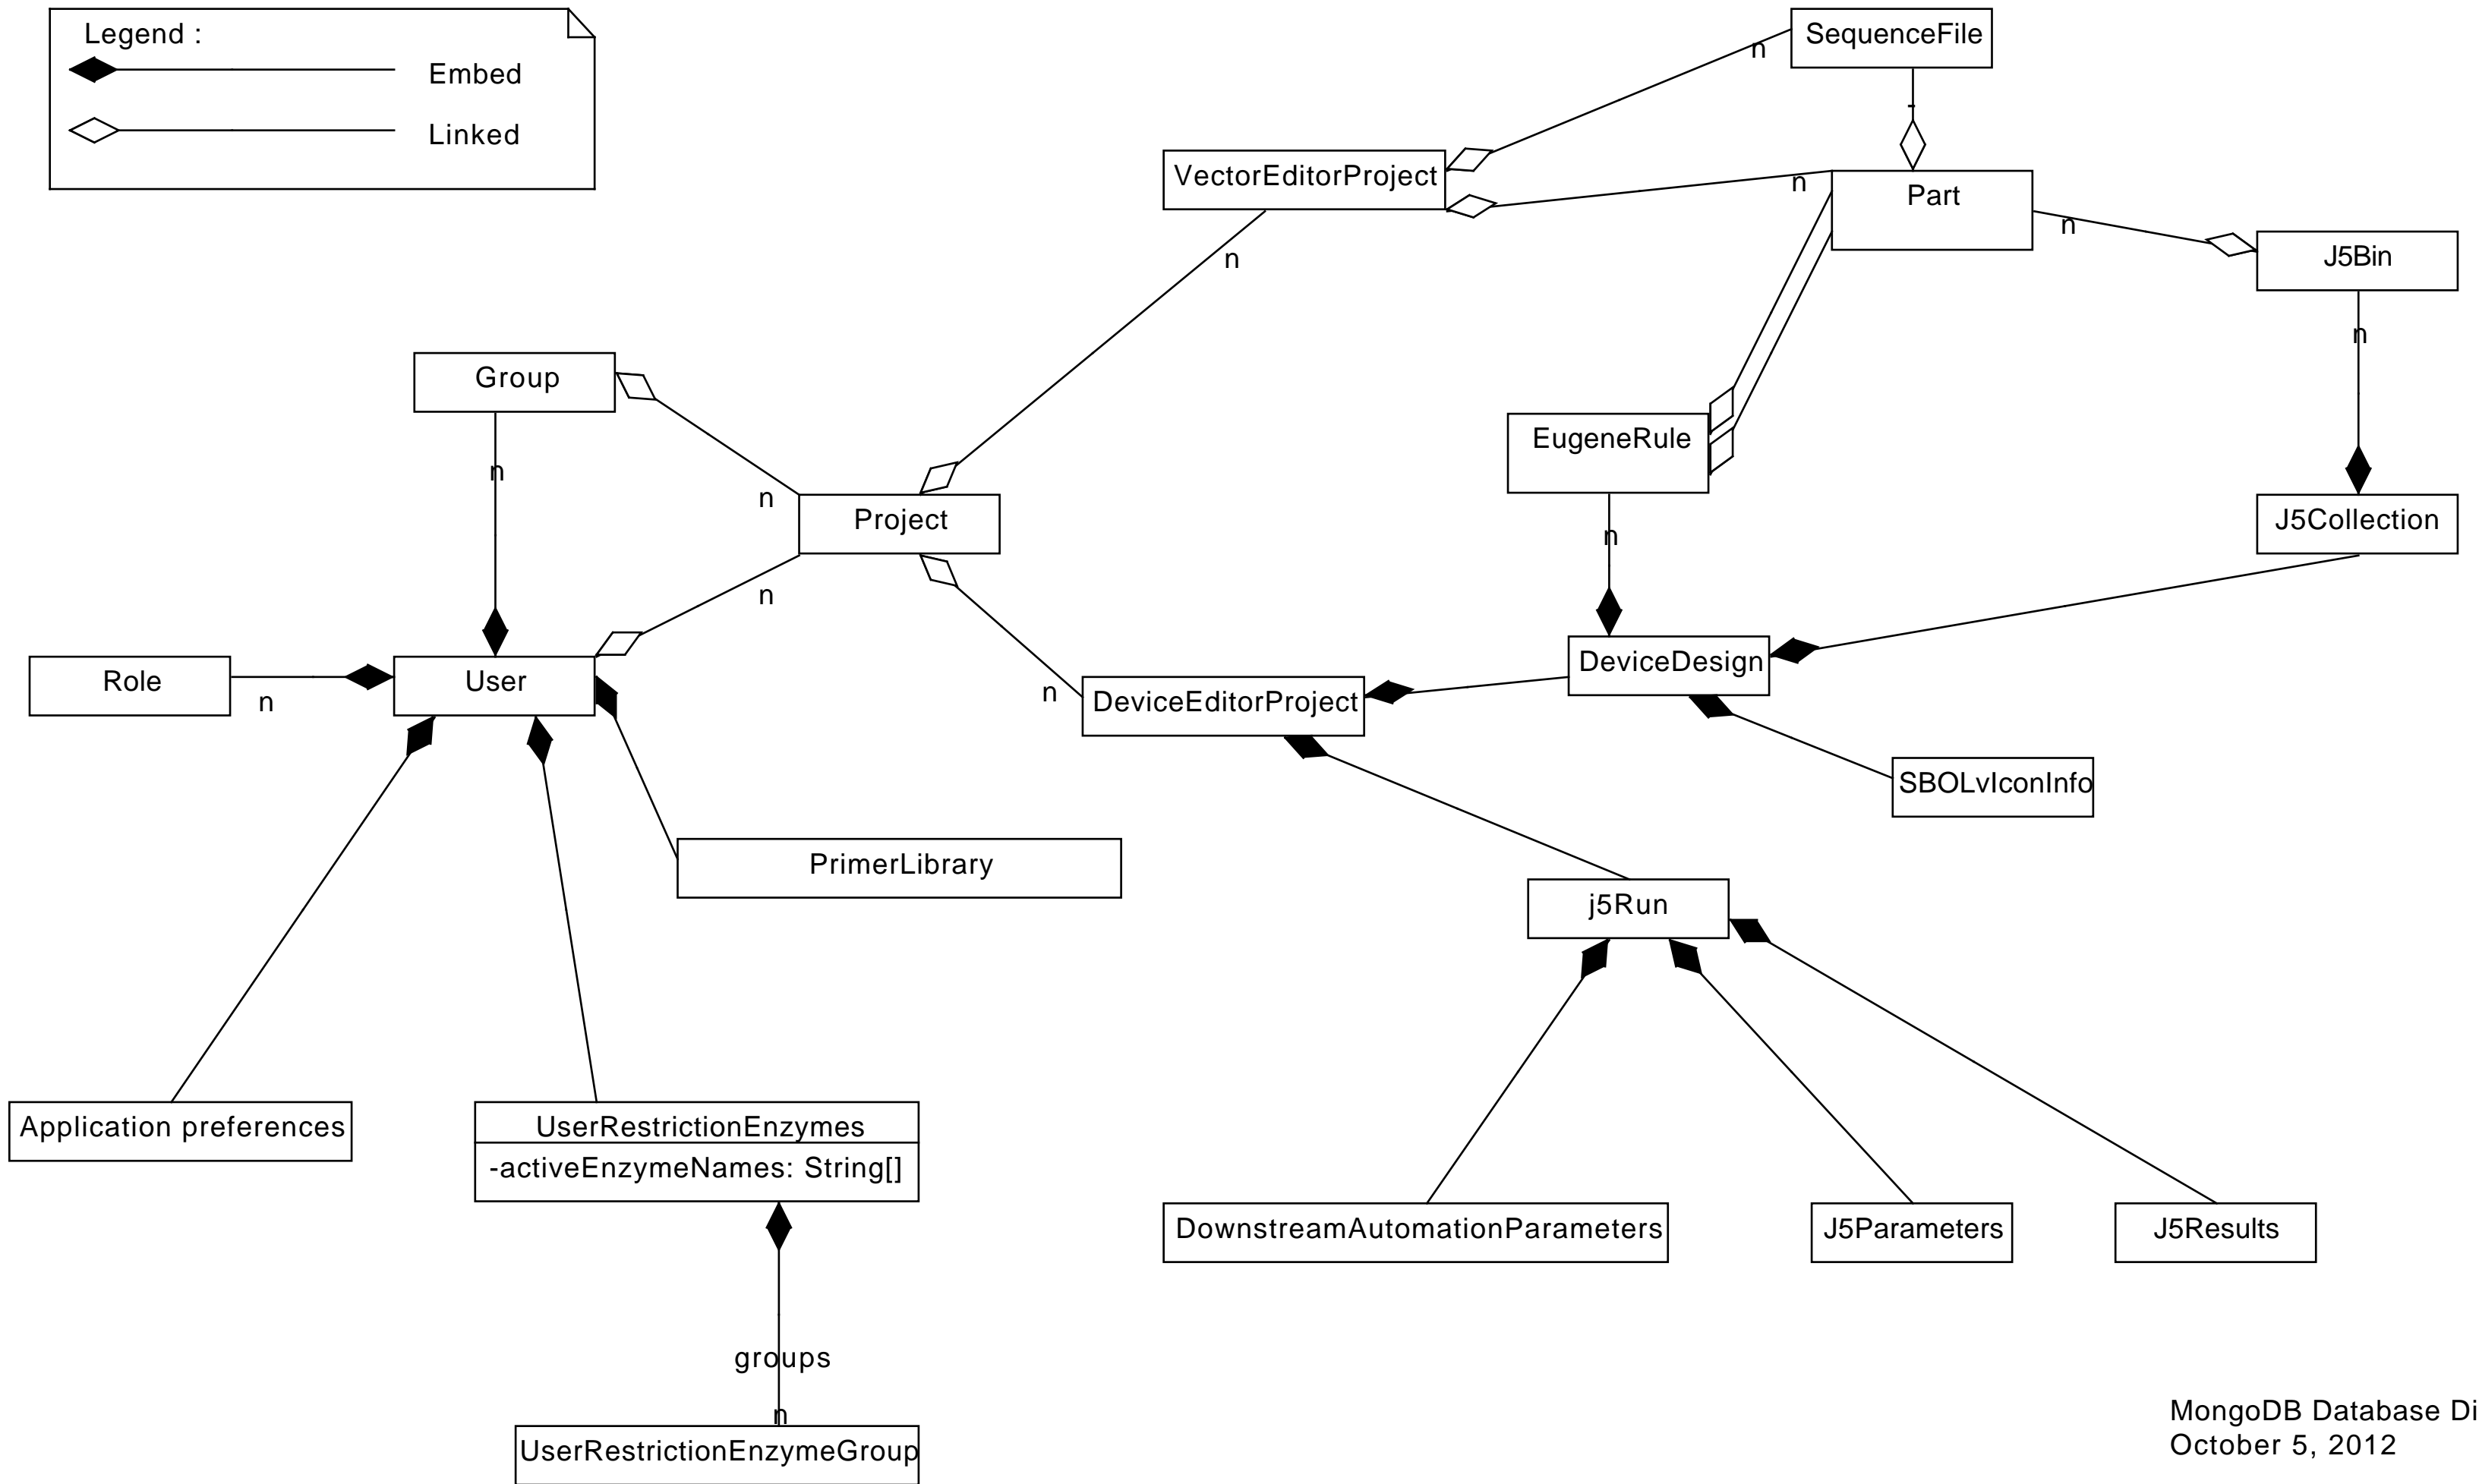 Legend :
Embed
Linked
SequenceFile
n
-
VectorEditorProject
n
Part
n
n
J5Bin
n
Group
n
EugeneRule
n
n
Project
J5Collection
n
n
Role
n
User
n
DeviceEditorProject
DeviceDesign
SBOLvIconInfo
PrimerLibrary
j5Run
Application preferences
UserRestrictionEnzymes
-activeEnzymeNames: String[]
DownstreamAutomationParameters
J5Parameters
J5Results
groups
n
UserRestrictionEnzymeGroup
MongoDB Database Di
October 5, 2012